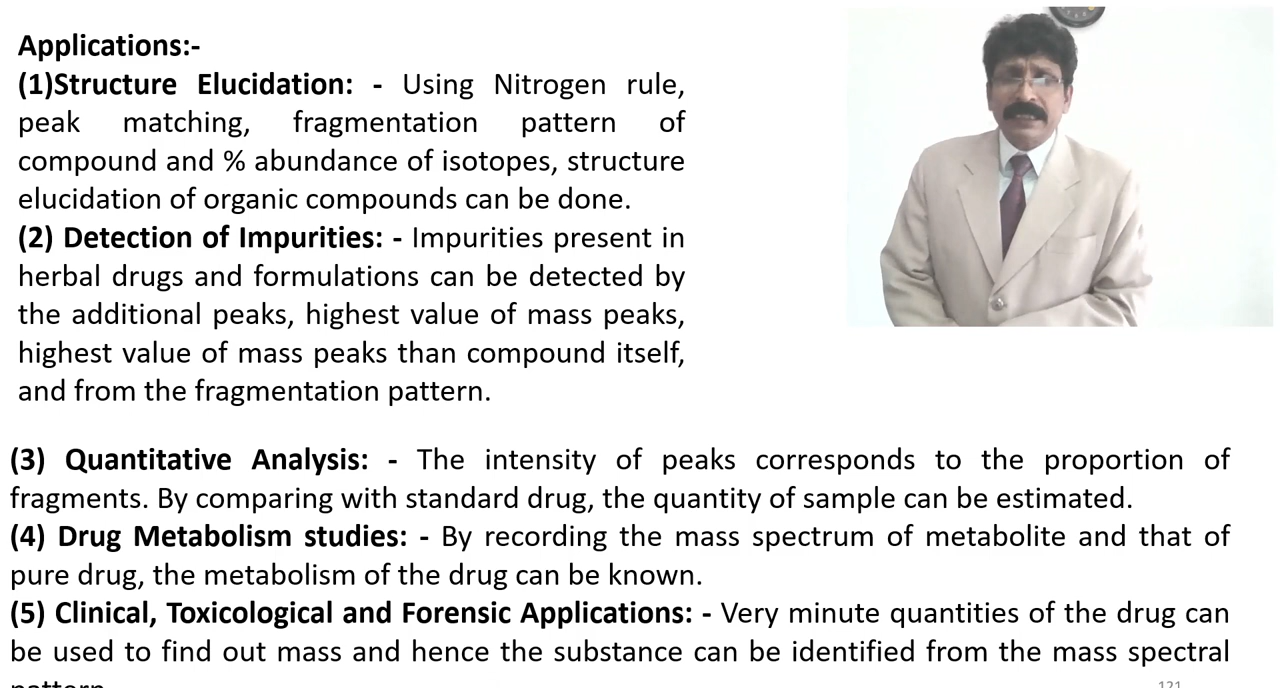 Applications:-
(1)Structure Elucidation: - Using Nitrogen rule,
peak matching, fragmentation pattern of
compound and % abundance of isotopes, structure
elucidation of organic compounds can be done.
(2) Detection of Impurities: - Impurities present in
herbal drugs and formulations can be detected by
the additional peaks, highest value of mass peaks,
highest value of mass peaks than compound itself,
and from the fragmentation pattern.
(3) Quantitative Analysis: - The intensity of peaks corresponds to the proportion of
fragments. By comparing with standard drug, the quantity of sample can be estimated.
(4) Drug Metabolism studies: - By recording the mass spectrum of metabolite and that of
pure drug, the metabolism of the drug can be known.
(5) Clinical, Toxicological and Forensic Applications: - Very minute quantities of the drug can
be used to find out mass and hence the substance can be identified from the mass spectral